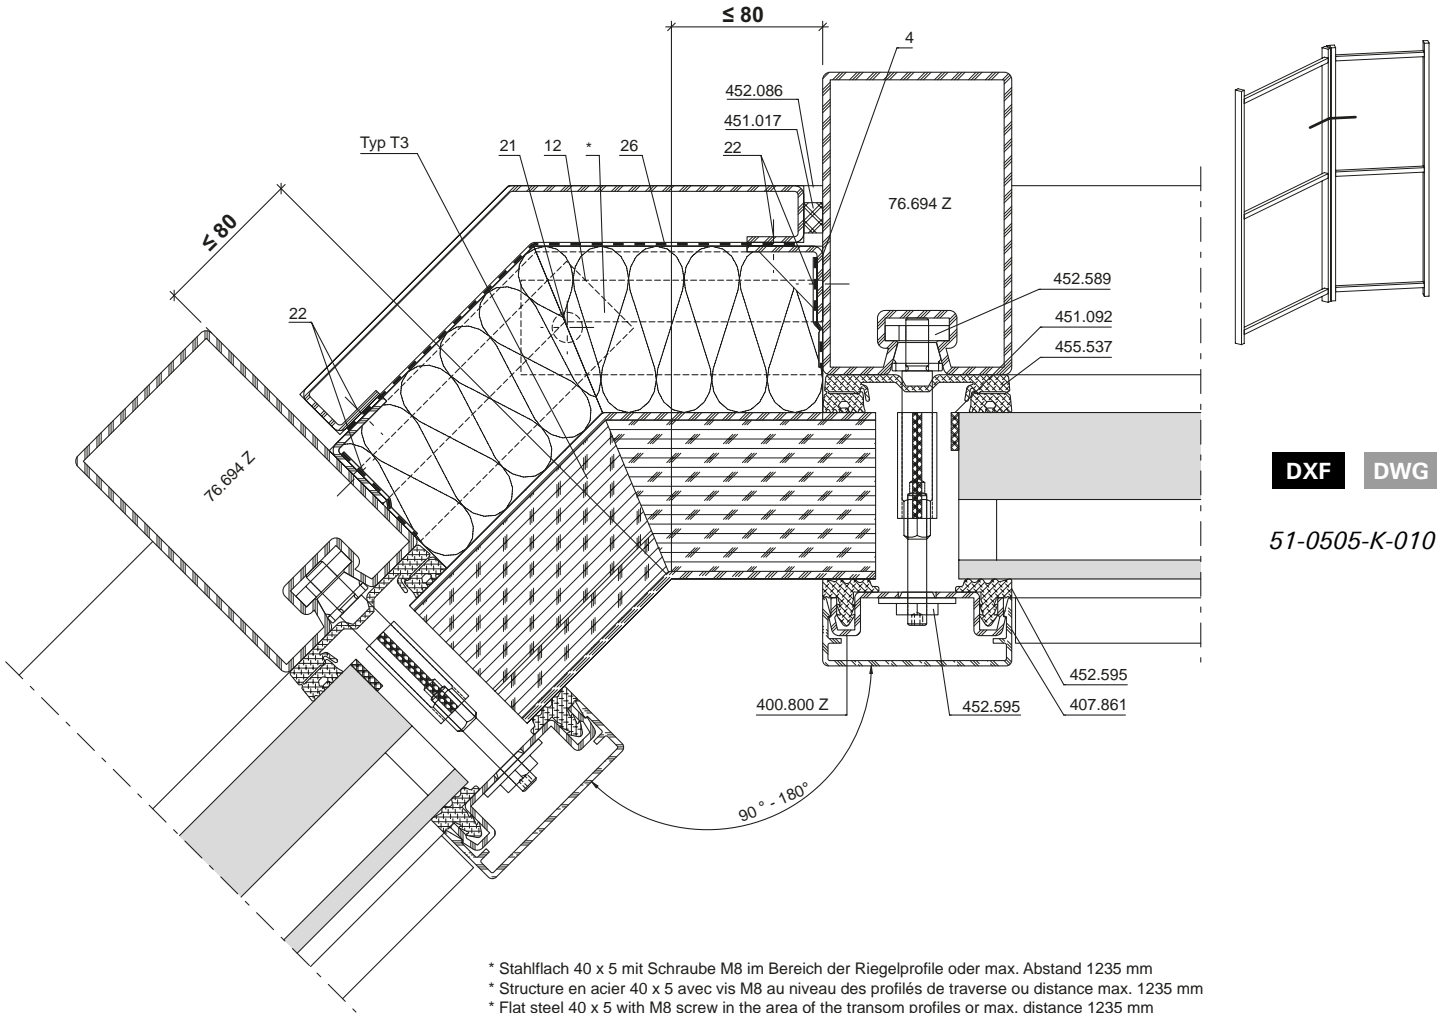 ≤ 80
4
452.086
451.017
22
Typ T3
21
12
*
26
76.694 Z
≤ 80
452.589
451.092
455.537
22
76.694 Z
DXF
DWG
51-0505-K-010
452.595
400.800 Z
452.595
407.861
90° - 180°
* Stahlflach 40 x 5 mit Schraube M8 im Bereich der Riegelprofile oder max. Abstand 1235 mm
* Structure en acier 40 x 5 avec vis M8 au niveau des profilés de traverse ou distance max. 1235 mm
* Flat steel 40 x 5 with M8 screw in the area of the transom profiles or max. distance 1235 mm